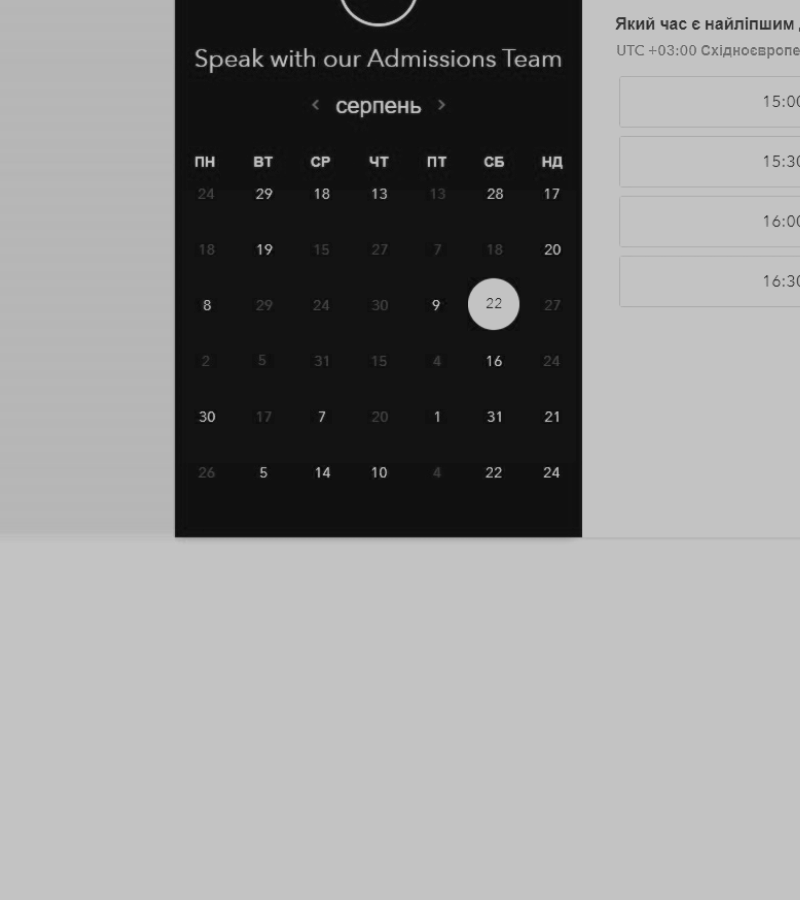 Speak with our Admissions Team
< серпень >
ПН ВТ СР ЧТ ПТ СБ НД
24 29 18 13 13 28 17
18 19 15 27 7 18 20
8 29 24 30 9 22 27
2 5 31 15 4 16 24
30 17 7 20 1 31 21
26 5 14 10 4 22 24
Який час є найліпшим
UTC +03:00 Східноєвропе
15:00
15:30
16:00
16:30